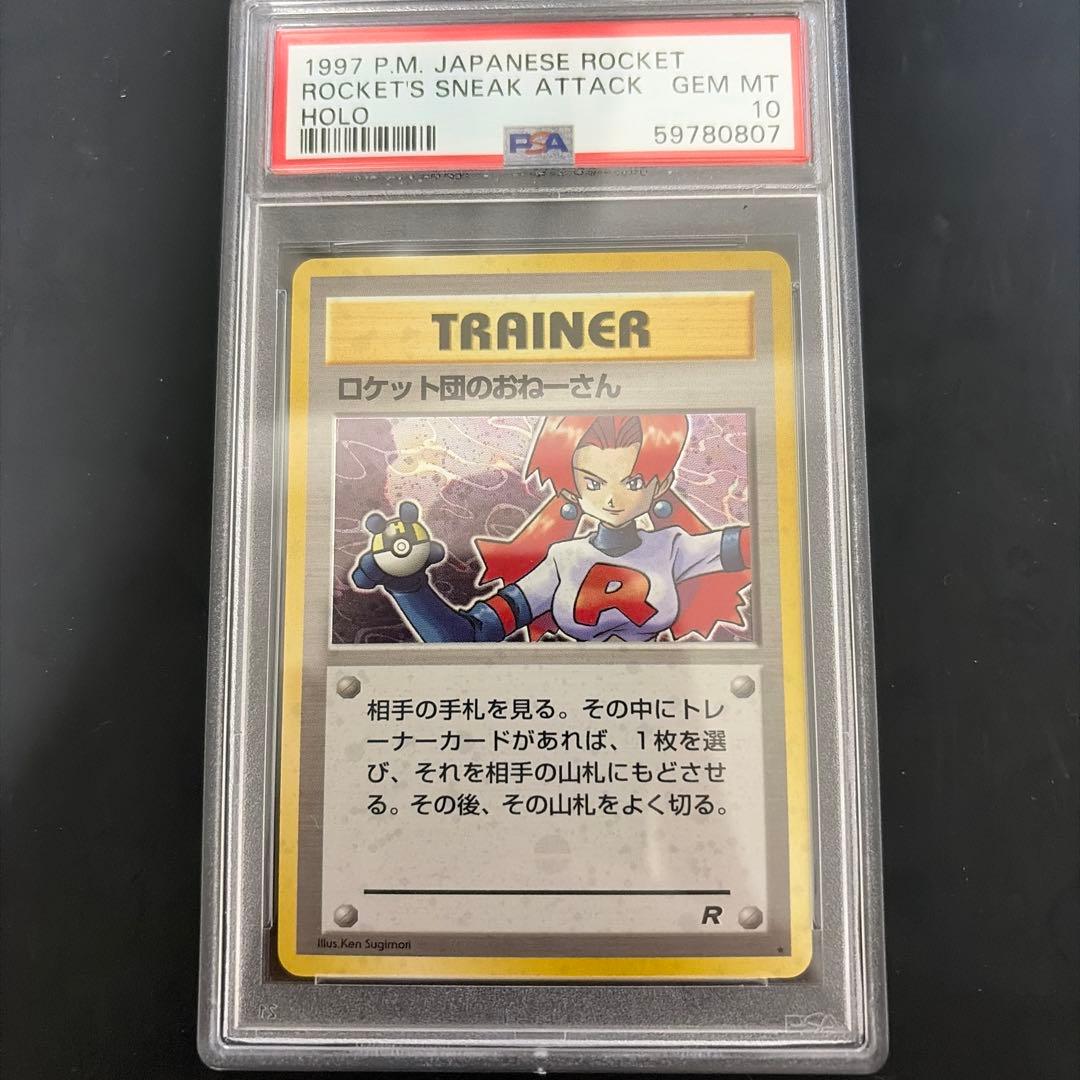 1997 P.M. JAPANESE ROCKET
ROCKET'S SNEAK ATTACK GEM MT
HOLO 10
PSA 59780807
TRAINER
ロケット団のおねーさん
H
R
相手の手札を見る。その中にトレ
ーナーカードがあれば、1枚を選
び、それを相手の山札にもどさせ
る。その後、その山札をよく切る。
R
Illus.Ken Sugimori
PSA